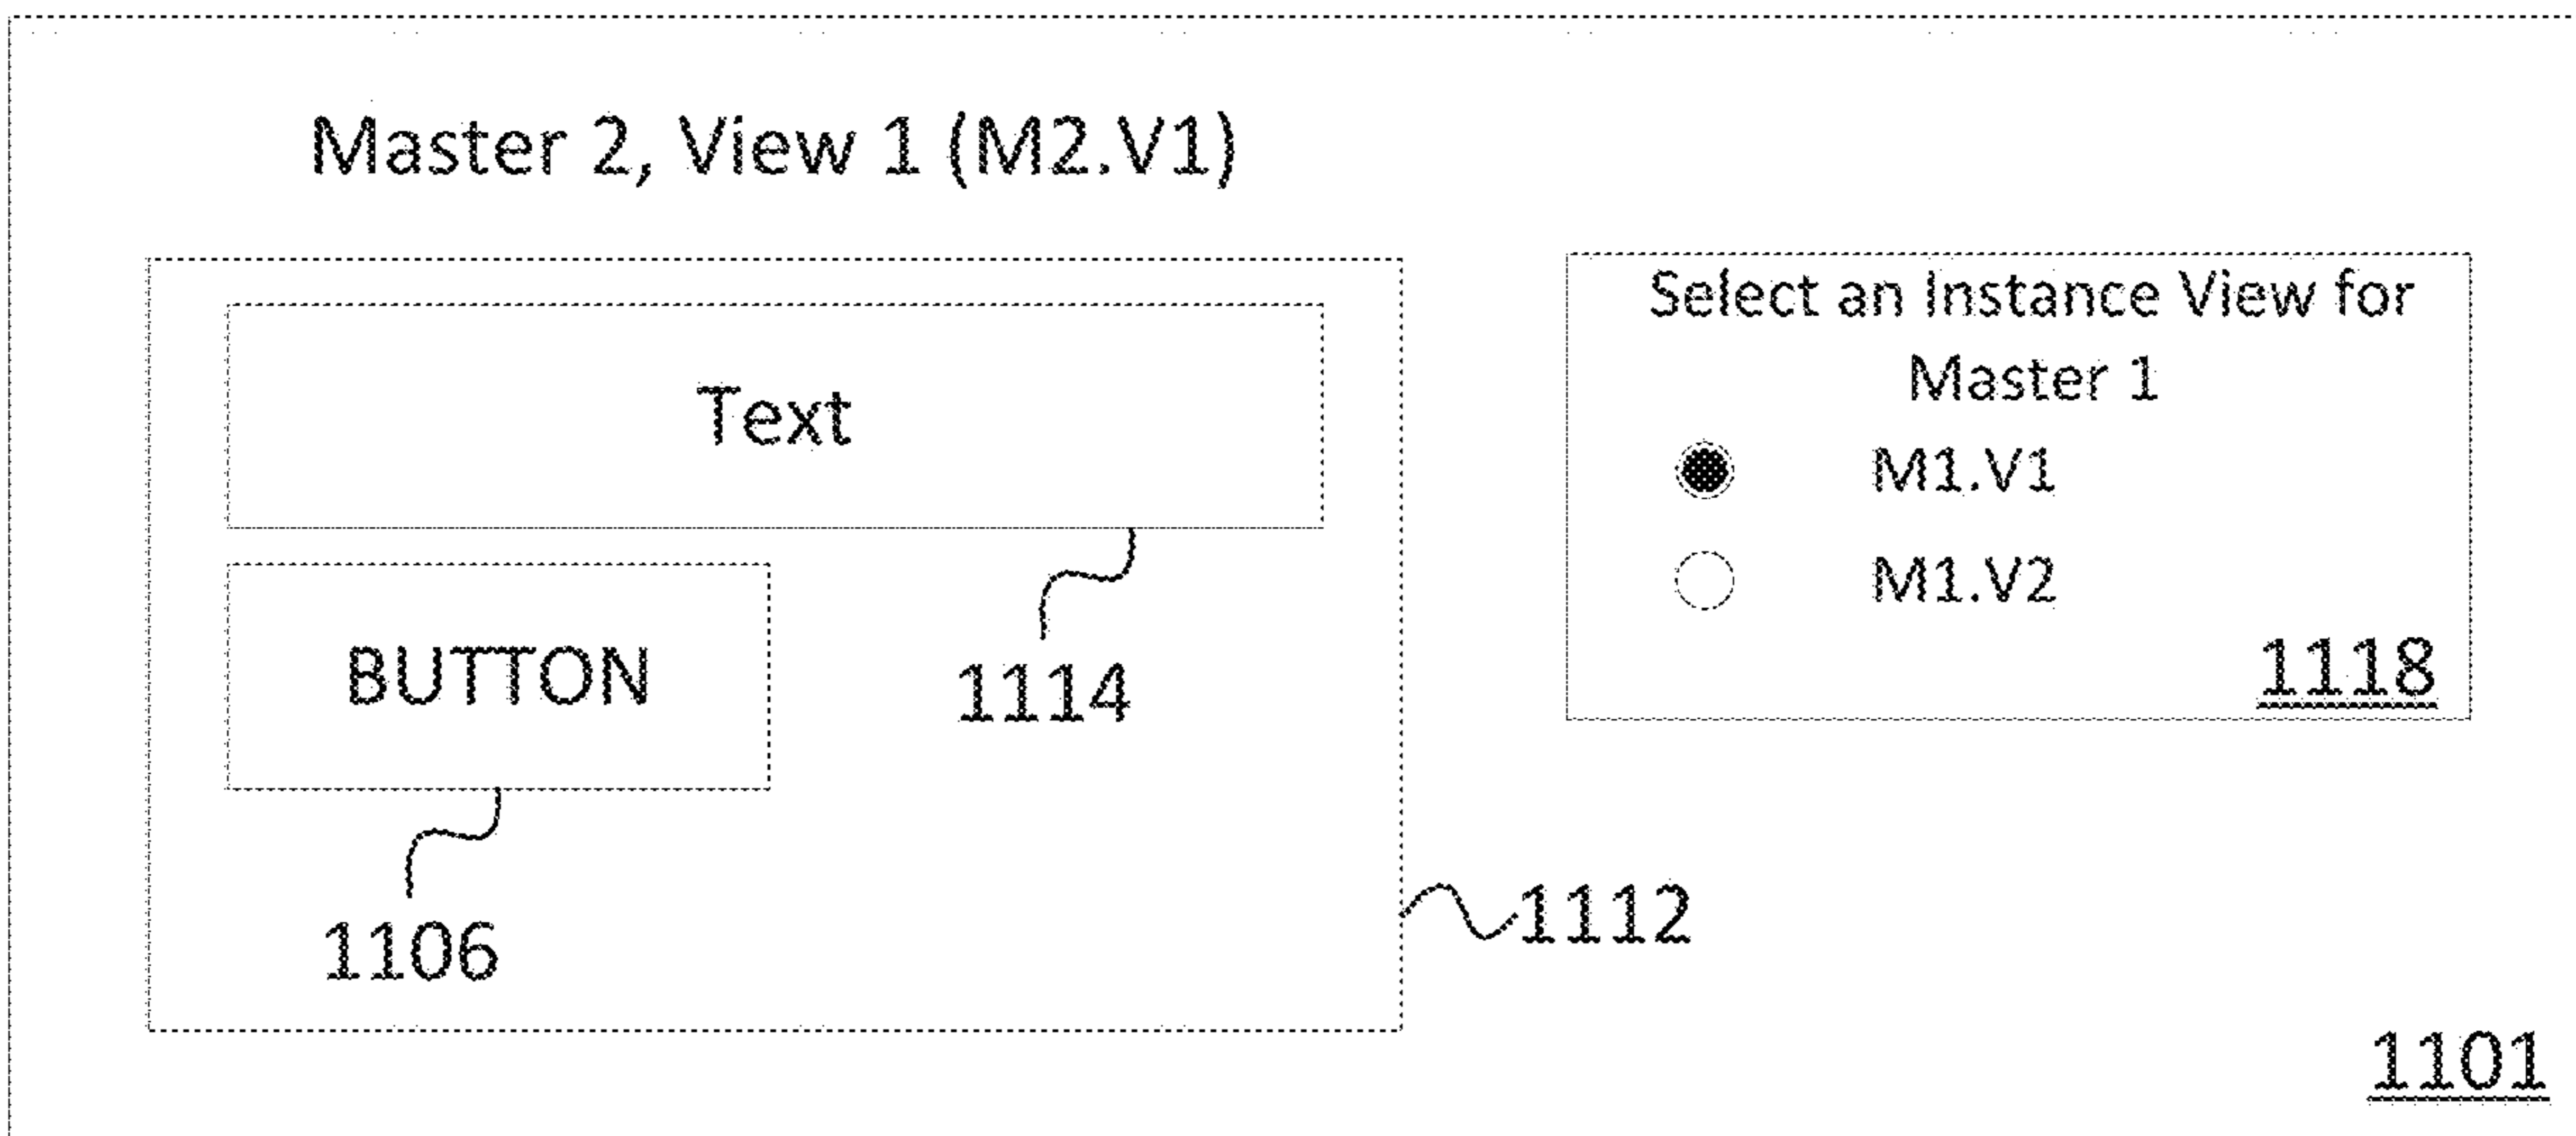 Master 2, View 1 (M2.V1)
Text
BUTTON
1114
1106
1112
Select an Instance View for
Master 1
M1.V1
M1.V2
1118
1101